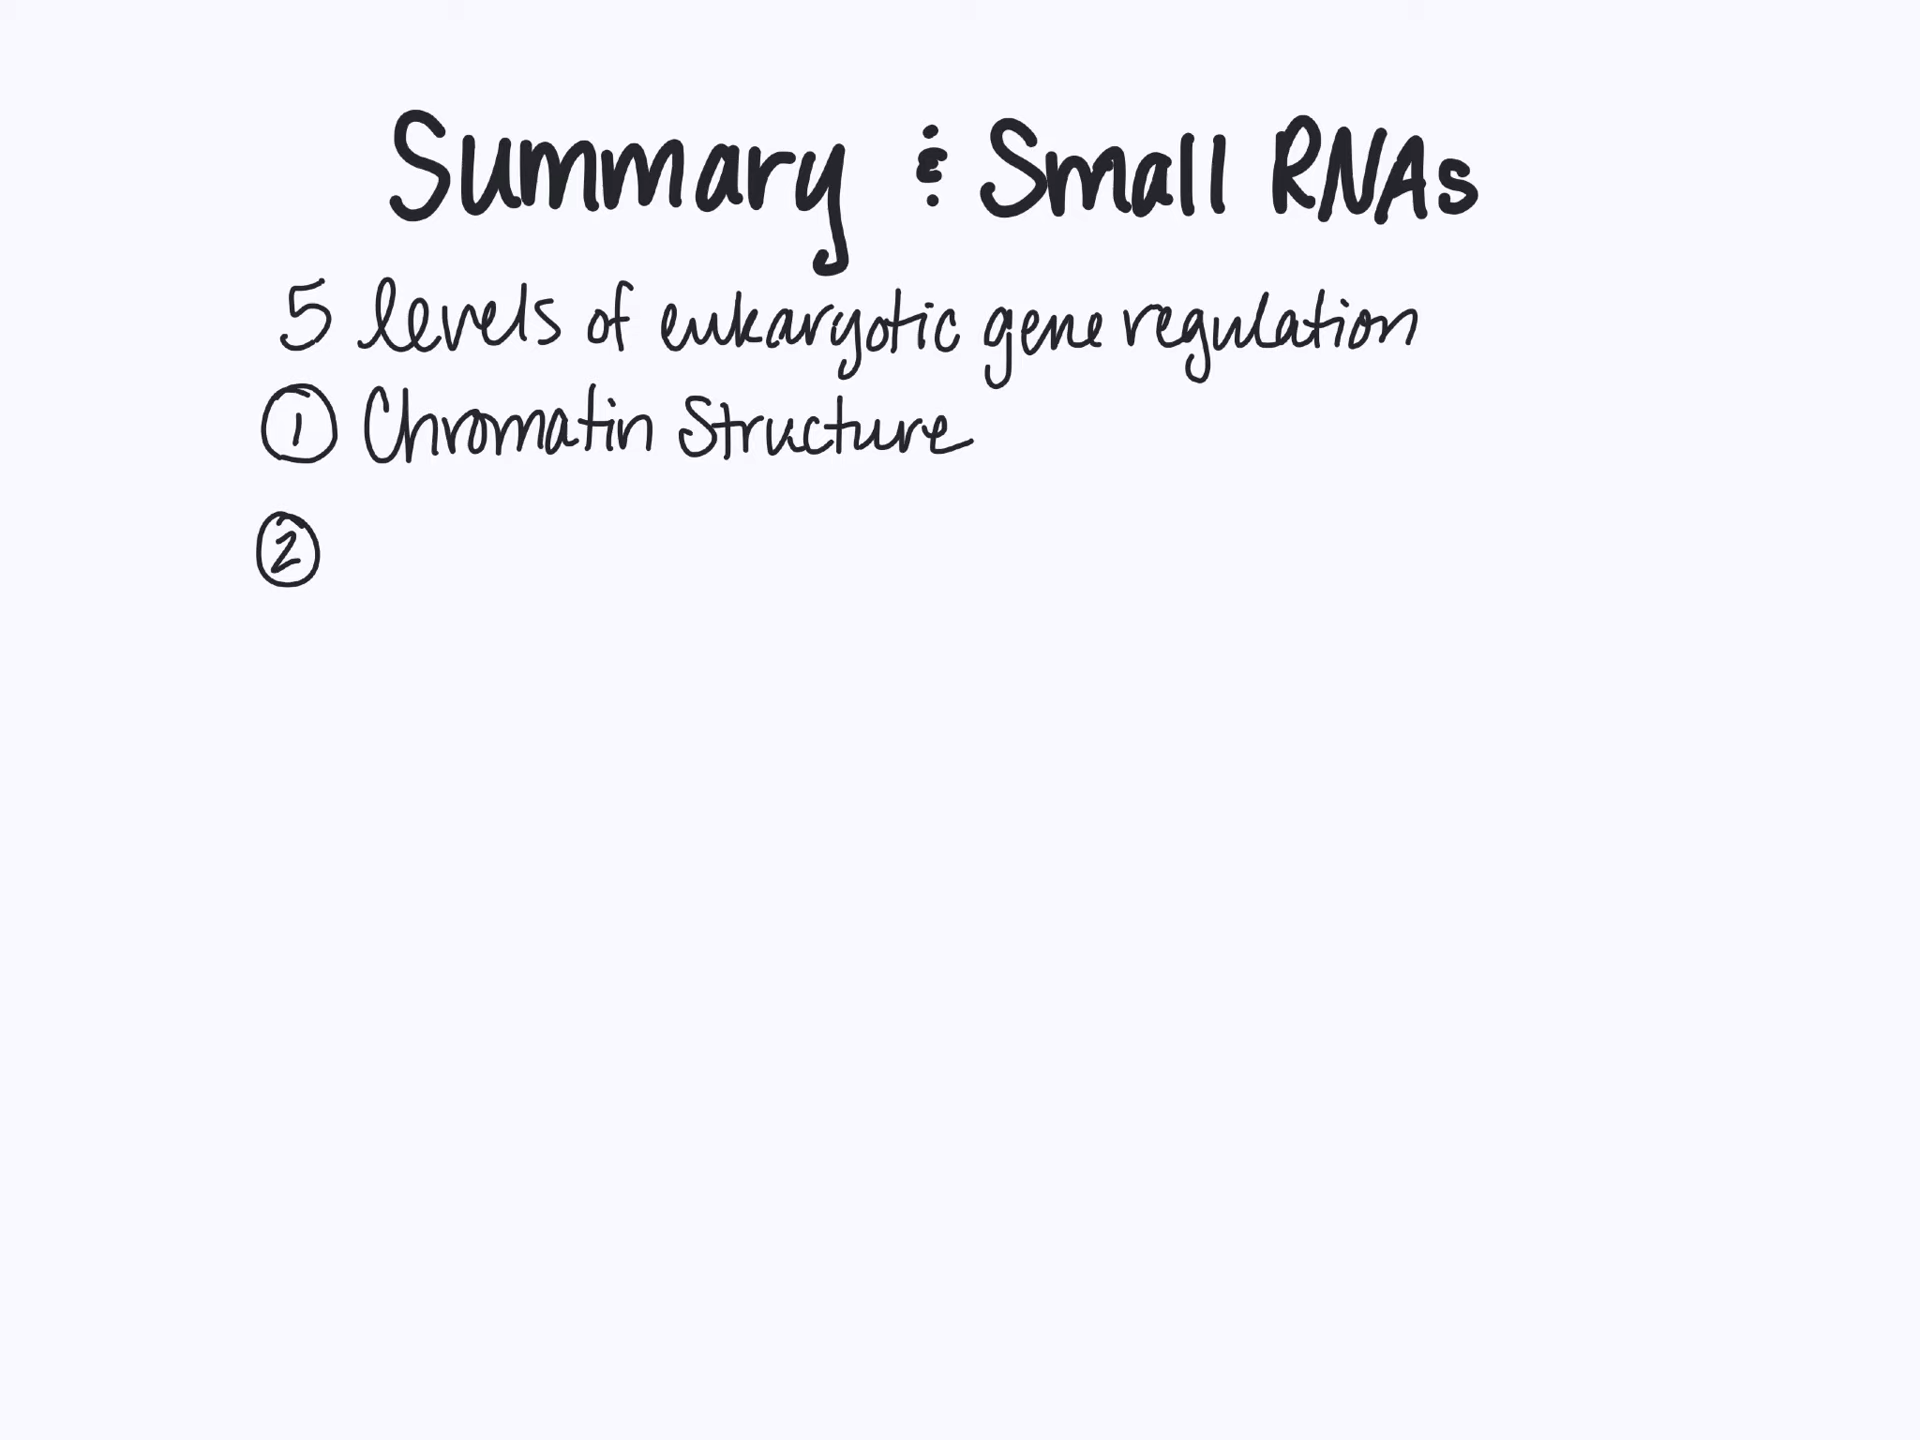 Summary & Small RNAs
5 levels of eukaryotic gene regulation
① Chromatin Structure
②